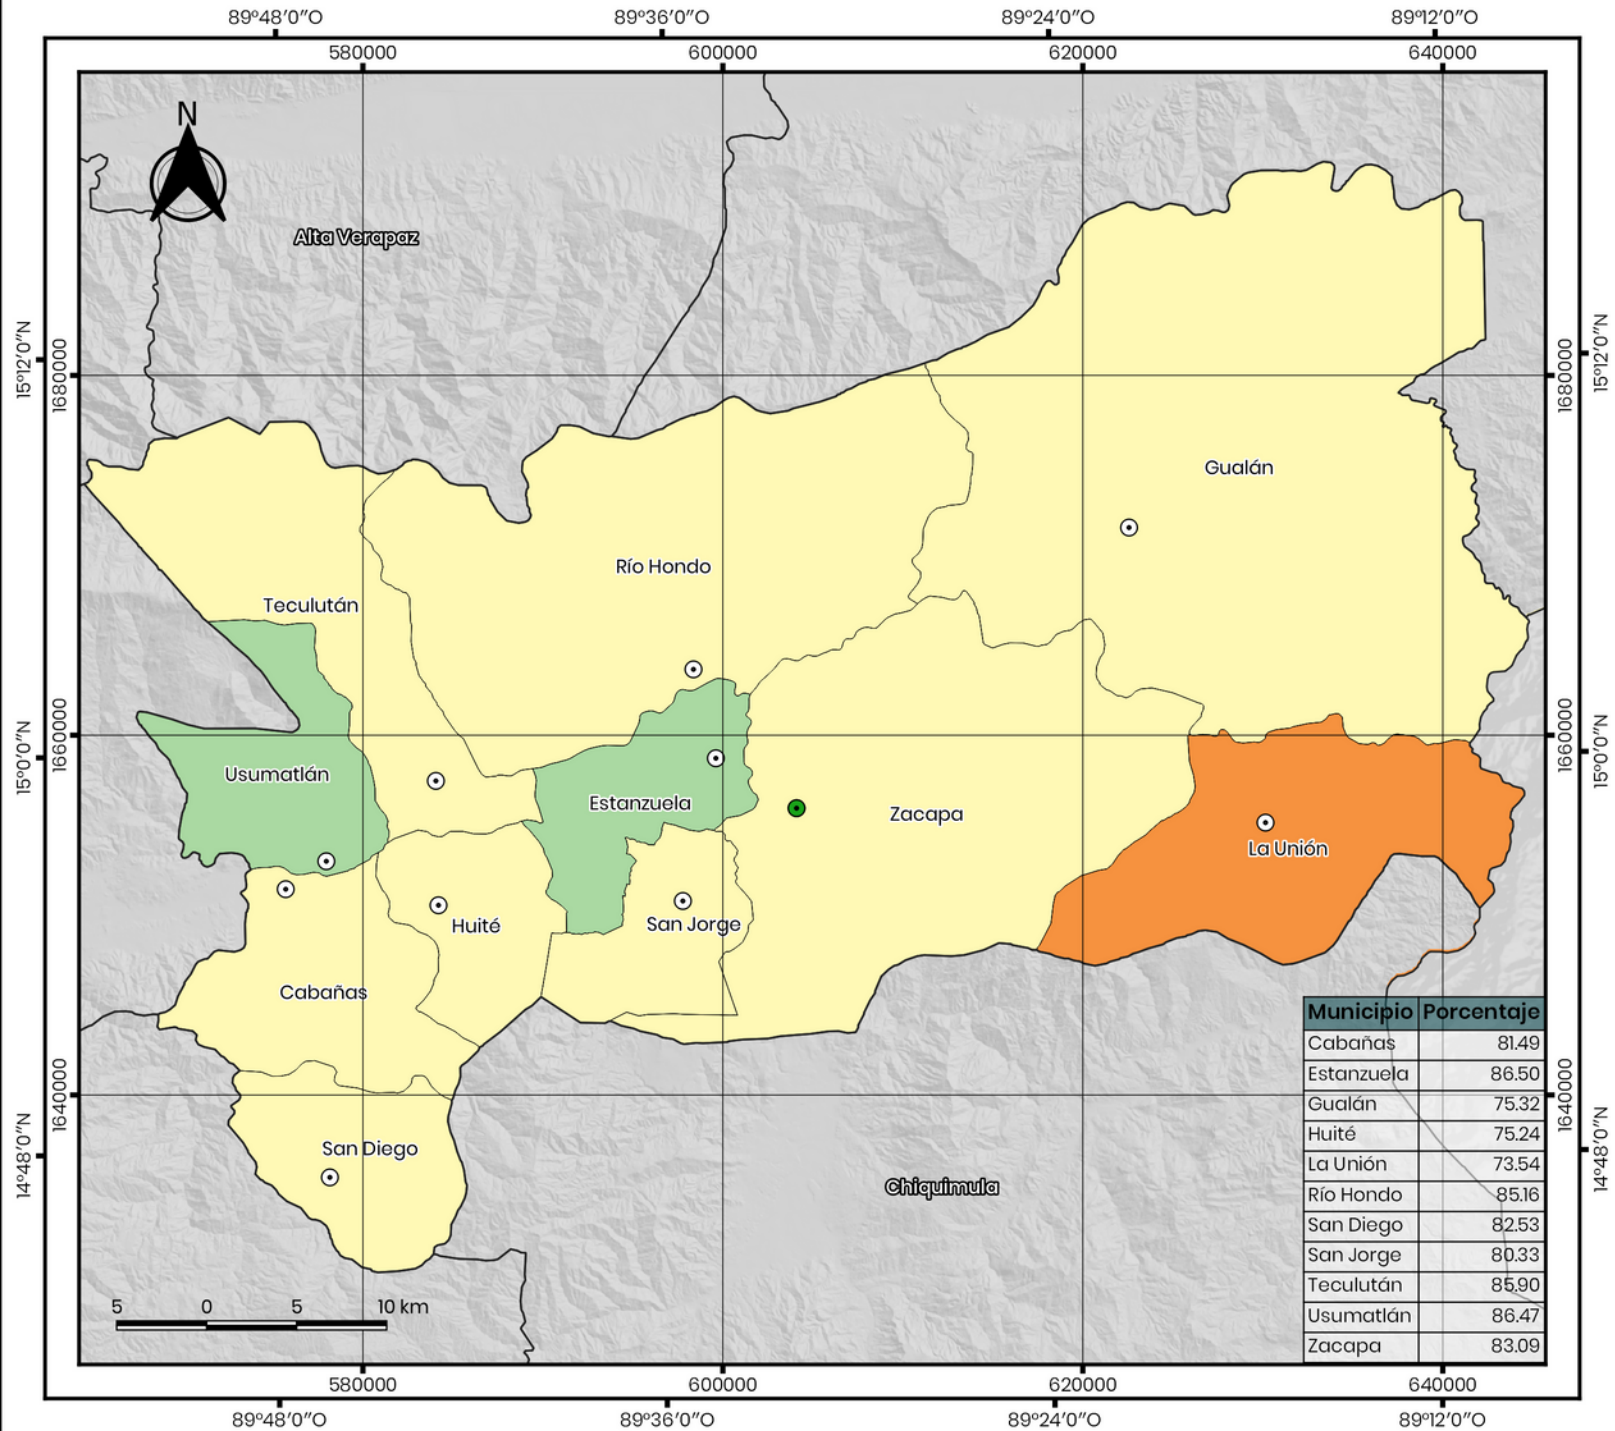 89°48'0"O 89°36'0"O 89°24'0"O 89°12'0"O
580000 600000 620000 640000
N
Alta Verapaz
15°12'0"N 1680000 1680000 15°12'0"N
Gualán
Río Hondo
Teculután
15°0'0"N 1660000 1660000 15°0'0"N
Usumatlán
Estanzuela
Zacapa
La Unión
Huité
San Jorge
Cabañas
San Diego
Chiquimula
14°48'0"N 1640000 1640000 14°48'0"N
Municipio Porcentaje
Cabañas 81.49
Estanzuela 86.50
Gualán 75.32
Huité 75.24
La Unión 73.54
Río Hondo 85.16
San Diego 82.53
San Jorge 80.33
Teculután 85.90
Usumatlán 86.47
Zacapa 83.09
5 0 5 10 km
580000 600000 620000 640000
89°48'0"O 89°36'0"O 89°24'0"O 89°12'0"O